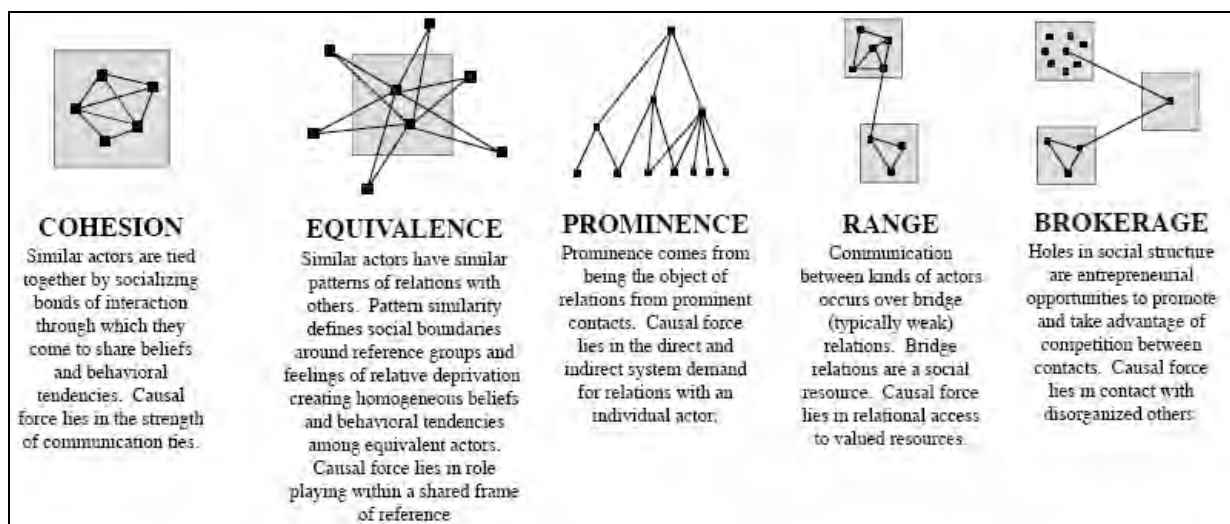 COHESION
Similar actors are tied
together by socializing
bonds of interaction
through which they
come to share beliefs
and behavioral
tendencies. Causal
force lies in the strength
of communication ties.
EQUIVALENCE
Similar actors have similar
patterns of relations with
others. Pattern similarity
defines social boundaries
around reference groups and
feelings of relative deprivation
creating homogeneous beliefs
and behavioral tendencies
among equivalent actors.
Causal force lies in role
playing within a shared frame
of reference
PROMINENCE
Prominence comes from
being the object of
relations from prominent
contacts. Causal force
lies in the direct and
indirect system demand
for relations with an
individual actor.
RANGE
Communication
between kinds of actors
occurs over bridge
(typically weak)
relations. Bridge
relations are a social
resource. Causal force
lies in relational access
to valued resources.
BROKERAGE
Holes in social structure
are entrepreneurial
opportunities to promote
and take advantage of
competition between
contacts. Causal force
lies in contact with
disorganized others